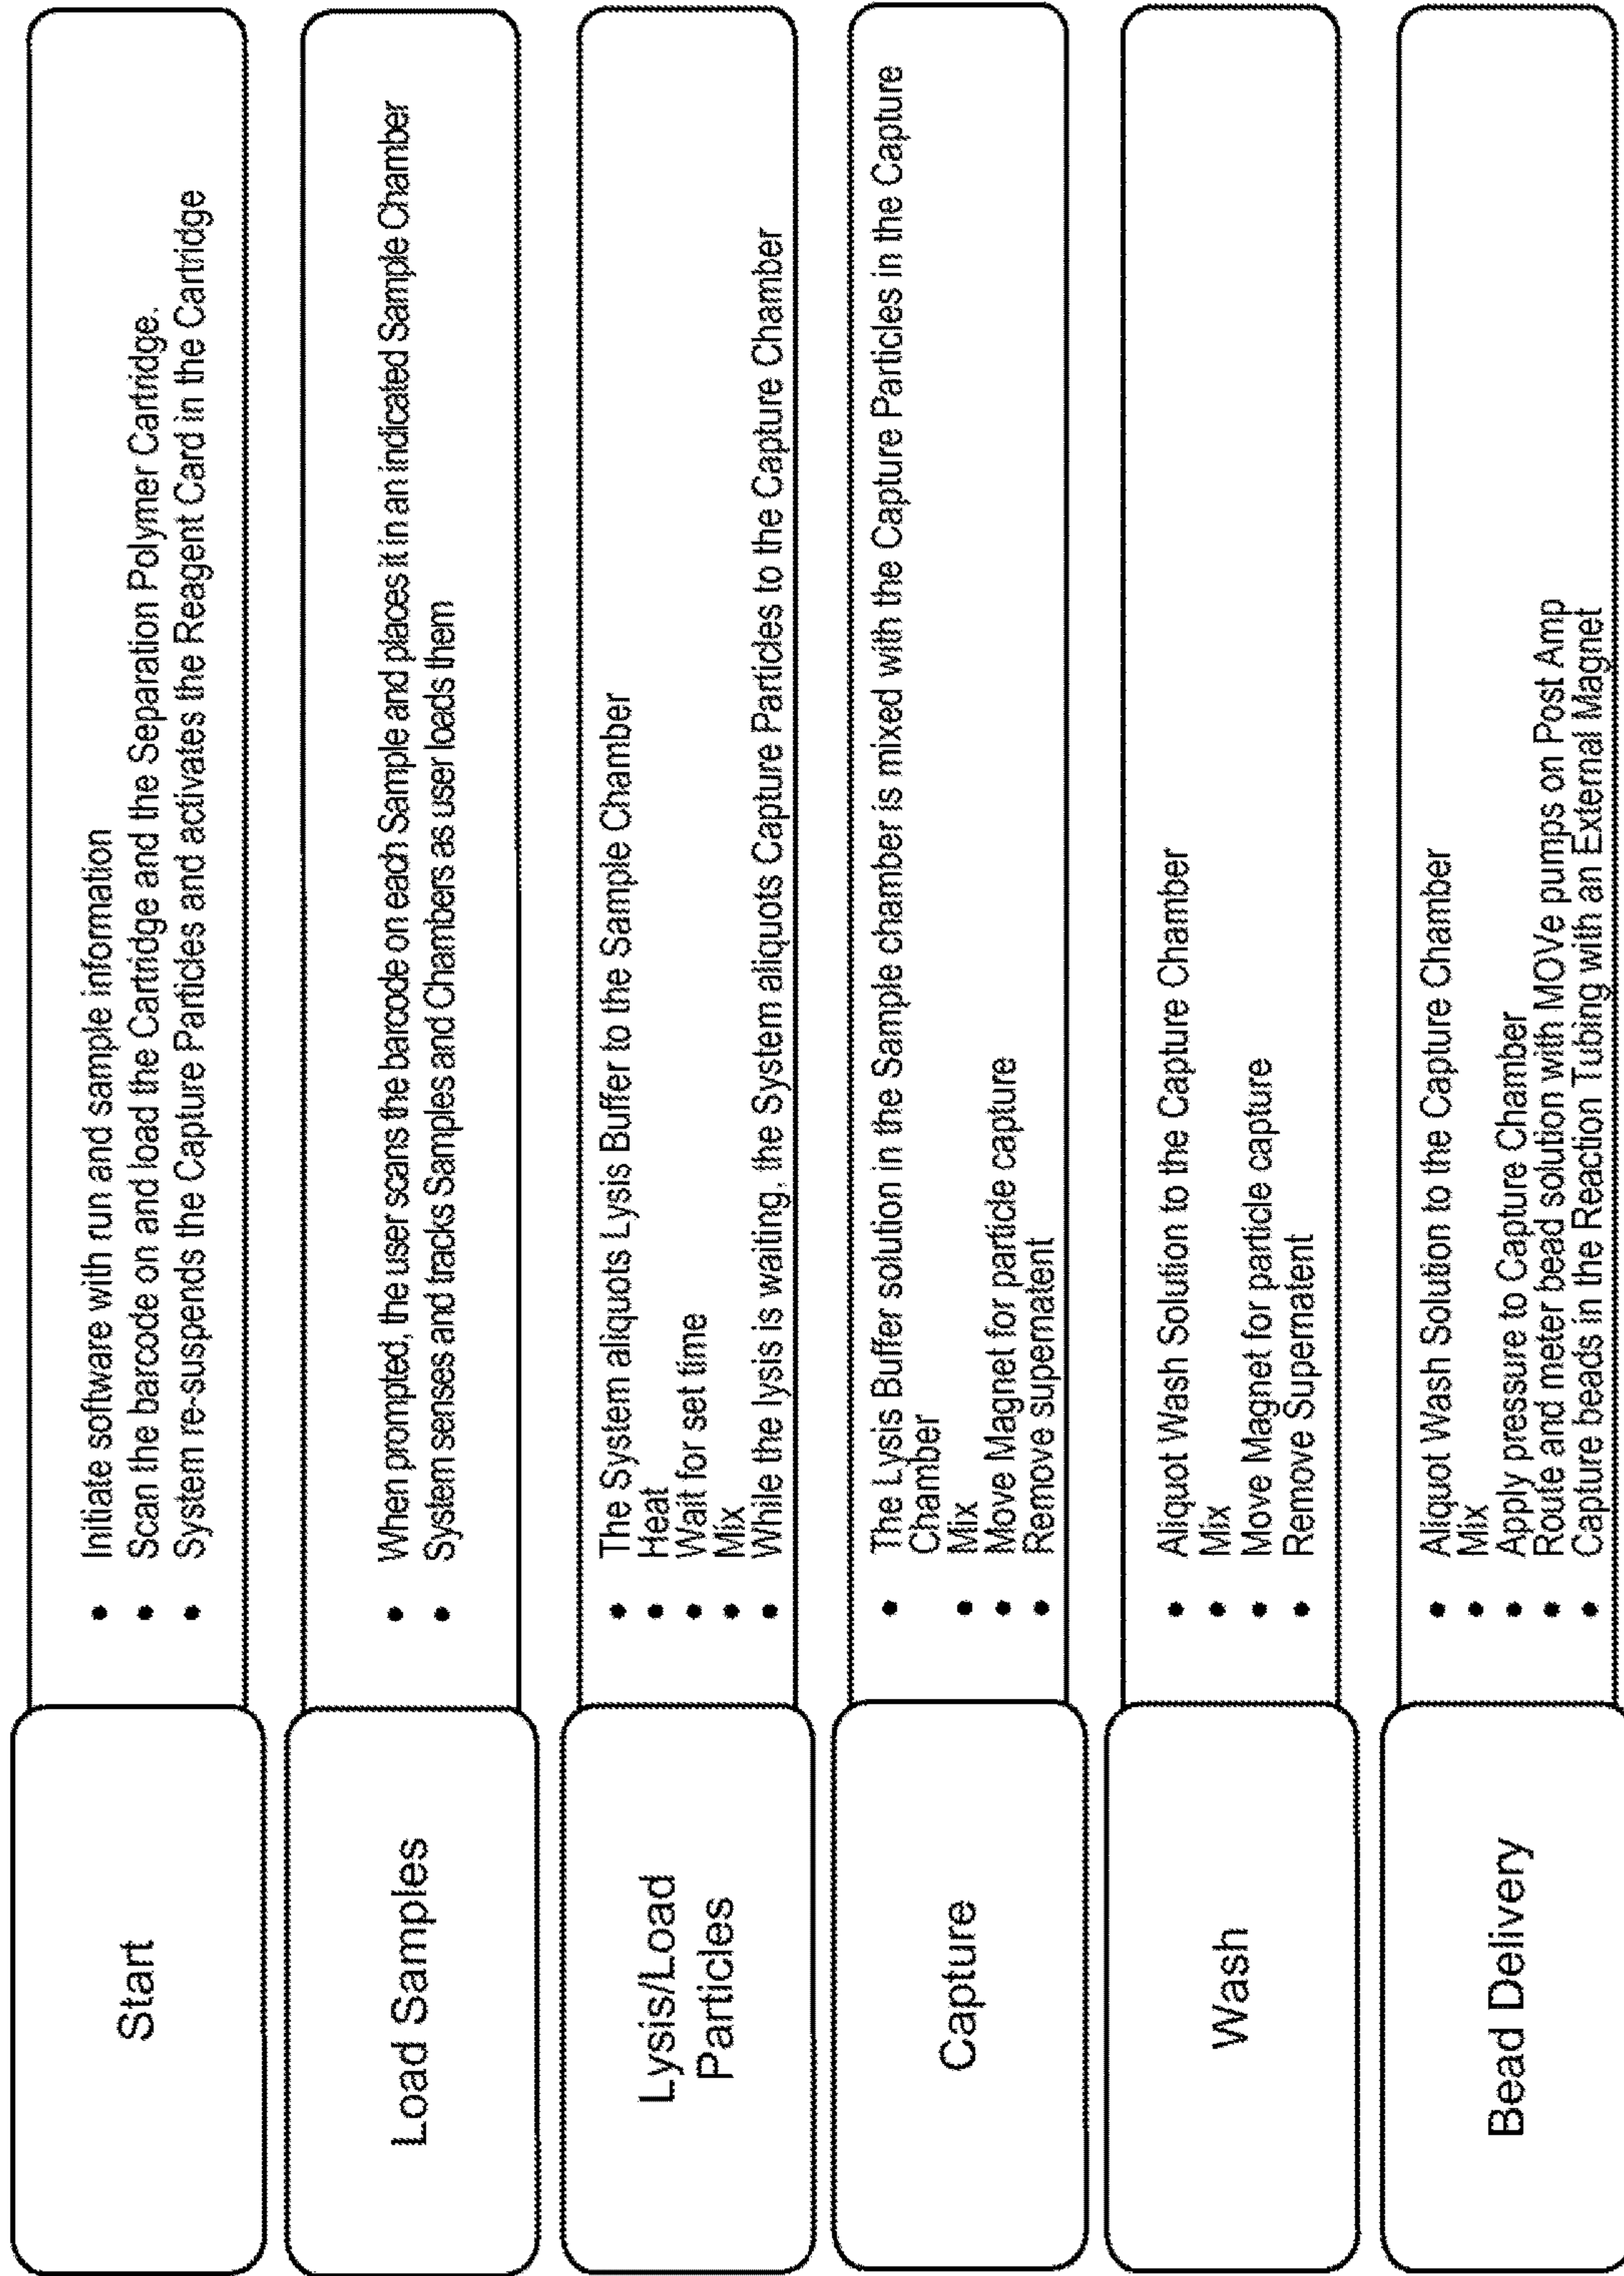 Start
Initiate software with run and sample information
Scan the barcode on and load the Cartridge and the Separation Polymer Cartridge.
System re-suspends the Capture Particles and activates the Reagent Card in the Cartridge
Load Samples
When prompted, the user scans the barcode on each Sample and places it in an indicated Sample Chamber
System senses and tracks Samples and Chambers as user loads them
Lysis/Load
Particles
The System aliquots Lysis Buffer to the Sample Chamber
Heat
Wait for set time
Mix
While the lysis is waiting, the System aliquots Capture Particles to the Capture Chamber
Capture
The Lysis Buffer solution in the Sample chamber is mixed with the Capture Particles in the Capture
Chamber
Mix
Move Magnet for particle capture
Remove supernatent
Wash
Aliquot Wash Solution to the Capture Chamber
Mix
Move Magnet for particle capture
Remove Supernatent
Bead Delivery
Aliquot Wash Solution to the Capture Chamber
Mix
Apply pressure to Capture Chamber
Route and meter bead solution with MOVe pumps on Post Amp
Capture beads in the Reaction Tubing with an External Magnet